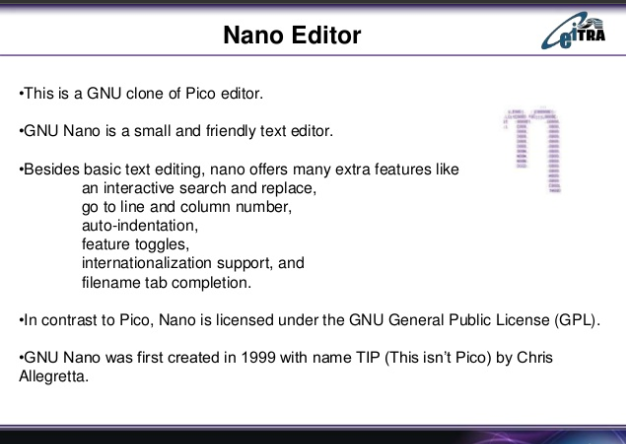 Nano Editor
eiTRA
•This is a GNU clone of Pico editor.
•GNU Nano is a small and friendly text editor.
•Besides basic text editing, nano offers many extra features like
an interactive search and replace,
go to line and column number,
auto-indentation,
feature toggles,
internationalization support, and
filename tab completion.
•In contrast to Pico, Nano is licensed under the GNU General Public License (GPL).
•GNU Nano was first created in 1999 with name TIP (This isn't Pico) by Chris
Allegretta.